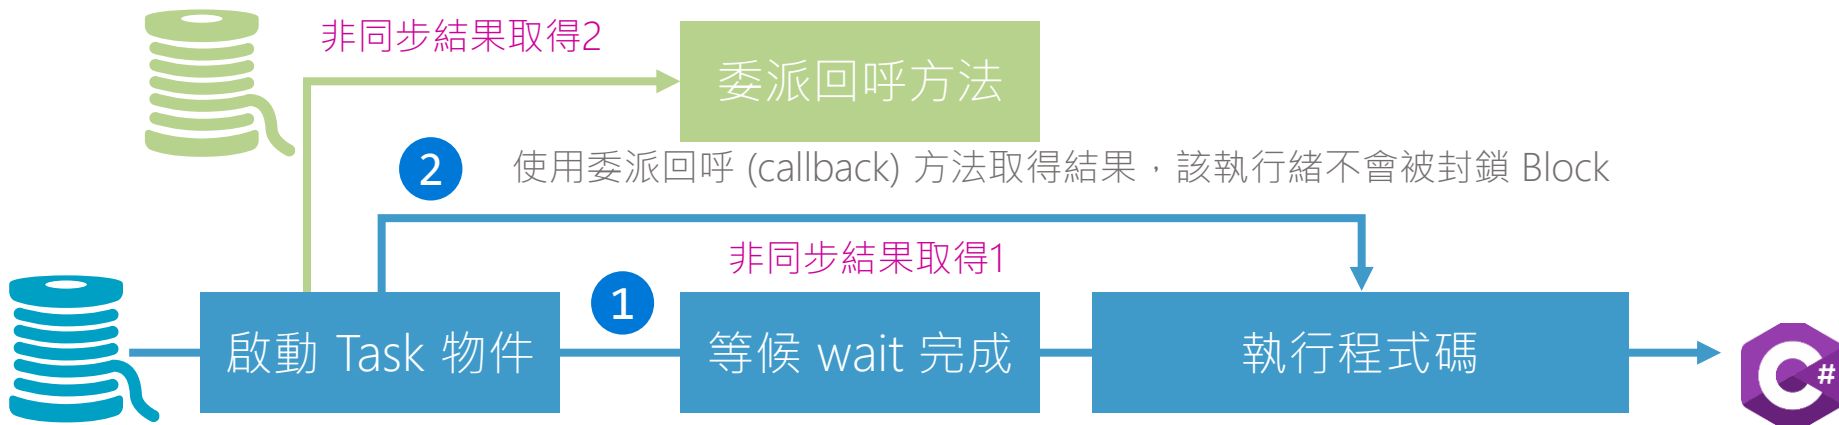 非同步結果取得2
委派回呼方法
2
使用委派回呼 (callback) 方法取得結果，該執行緒不會被封鎖 Block
非同步結果取得1
1
啟動 Task 物件
等候 wait 完成
執行程式碼
C#